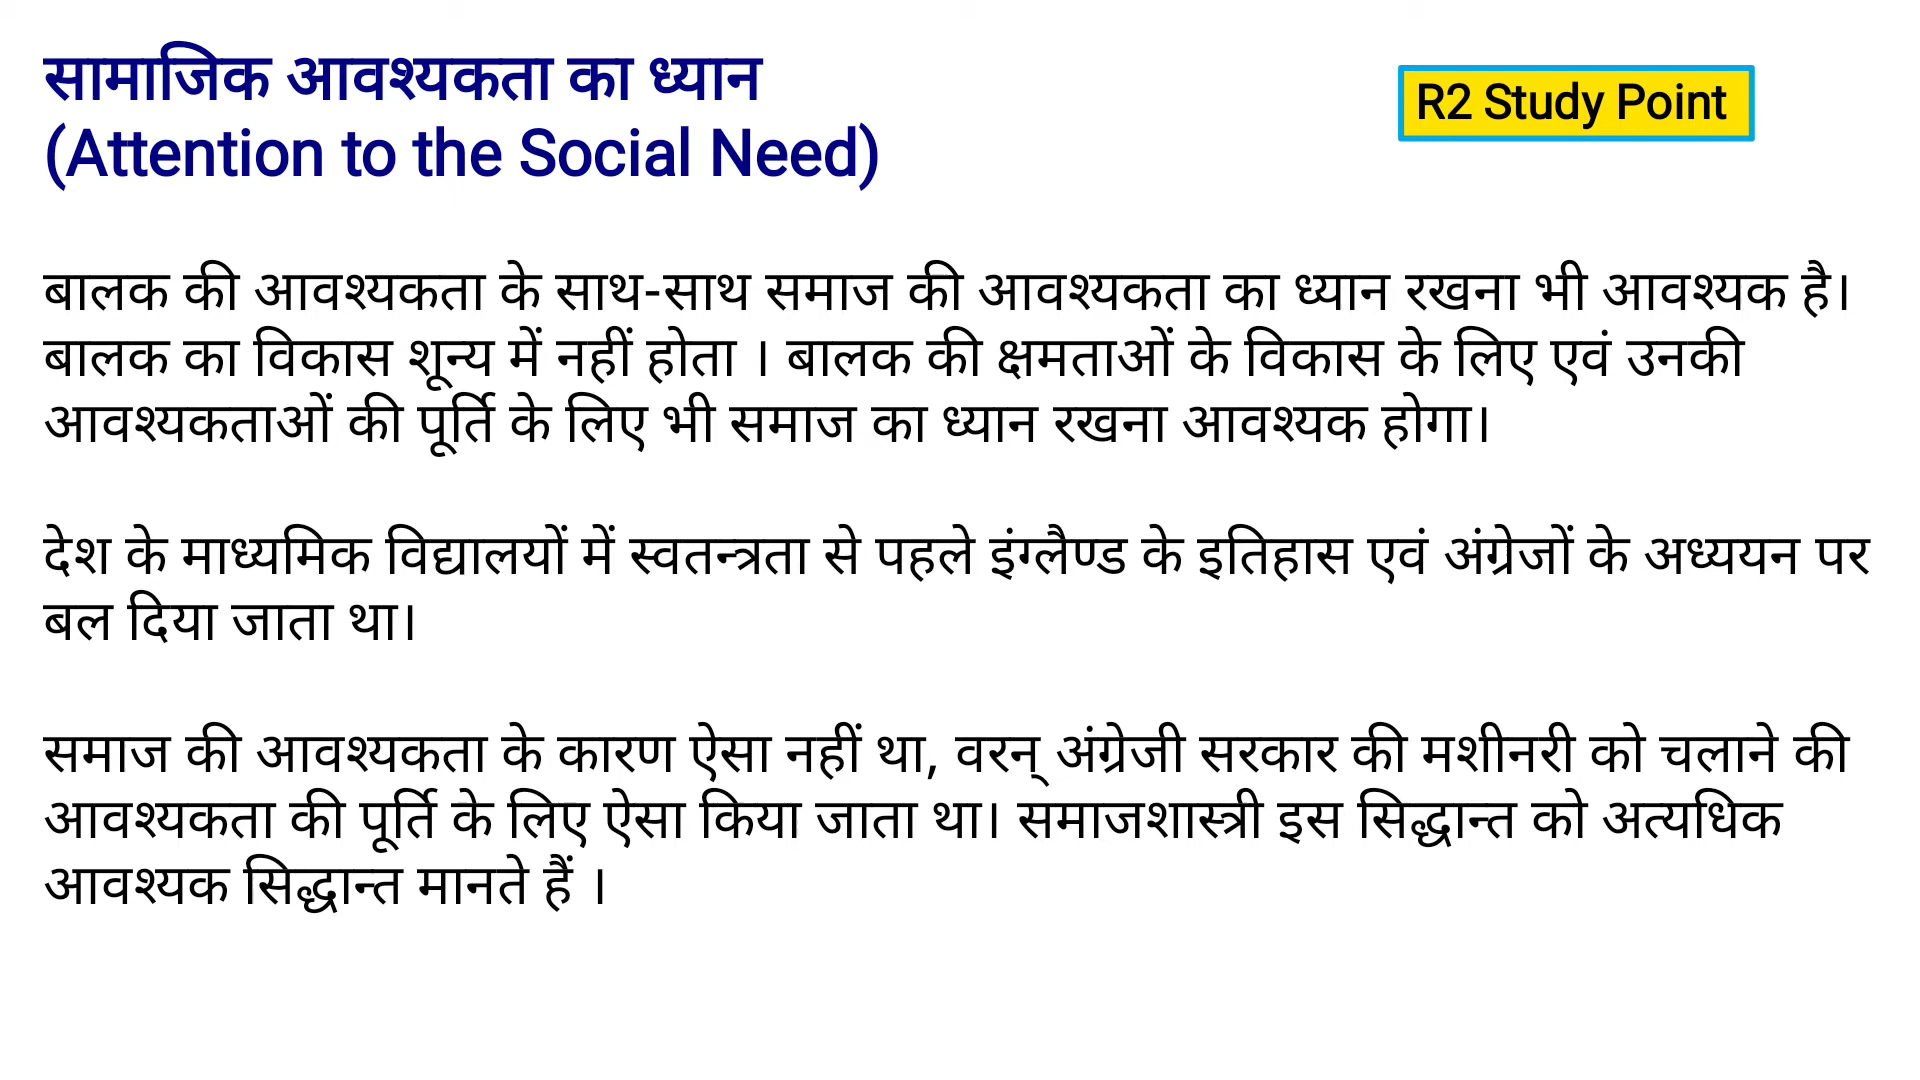 सामाजिक आवश्यकता का ध्यान
(Attention to the Social Need)
R2 Study Point
बालक की आवश्यकता के साथ-साथ समाज की आवश्यकता का ध्यान रखना भी आवश्यक है।
बालक का विकास शून्य में नहीं होता । बालक की क्षमताओं के विकास के लिए एवं उनकी
आवश्यकताओं की पूर्ति के लिए भी समाज का ध्यान रखना आवश्यक होगा।
देश के माध्यमिक विद्यालयों में स्वतन्त्रता से पहले इंग्लैण्ड के इतिहास एवं अंग्रेजों के अध्ययन पर
बल दिया जाता था।
समाज की आवश्यकता के कारण ऐसा नहीं था, वरन् अंग्रेजी सरकार की मशीनरी को चलाने की
आवश्यकता की पूर्ति के लिए ऐसा किया जाता था। समाजशास्त्री इस सिद्धान्त को अत्यधिक
आवश्यक सिद्धान्त मानते हैं ।